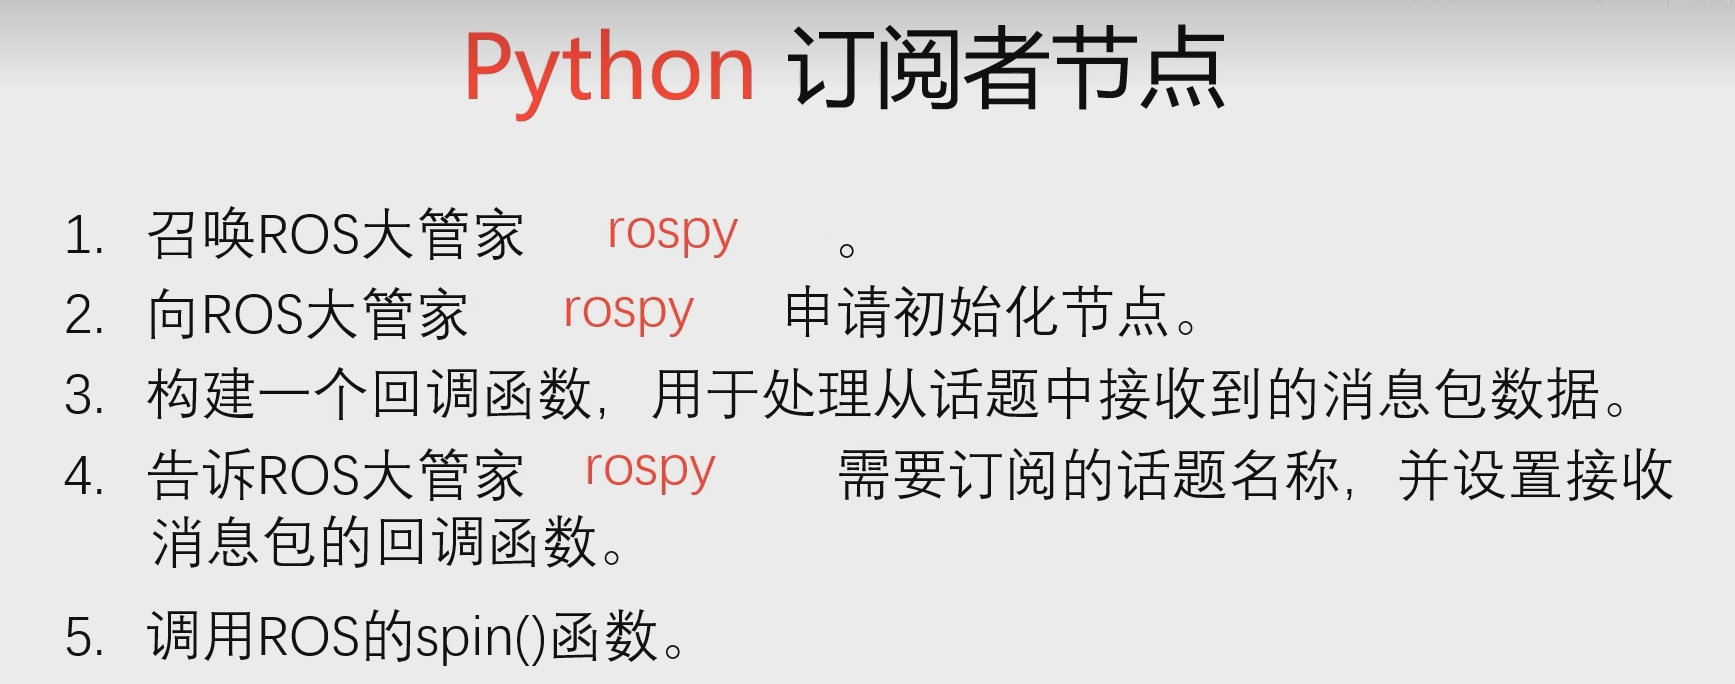 Python 订阅者节点
1. 召唤ROS大管家 rospy 。
2. 向ROS大管家 rospy 申请初始化节点。
3. 构建一个回调函数，用于处理从话题中接收到的消息包数据。
4. 告诉ROS大管家 rospy 需要订阅的话题名称，并设置接收
消息包的回调函数。
5. 调用ROS的spin()函数。